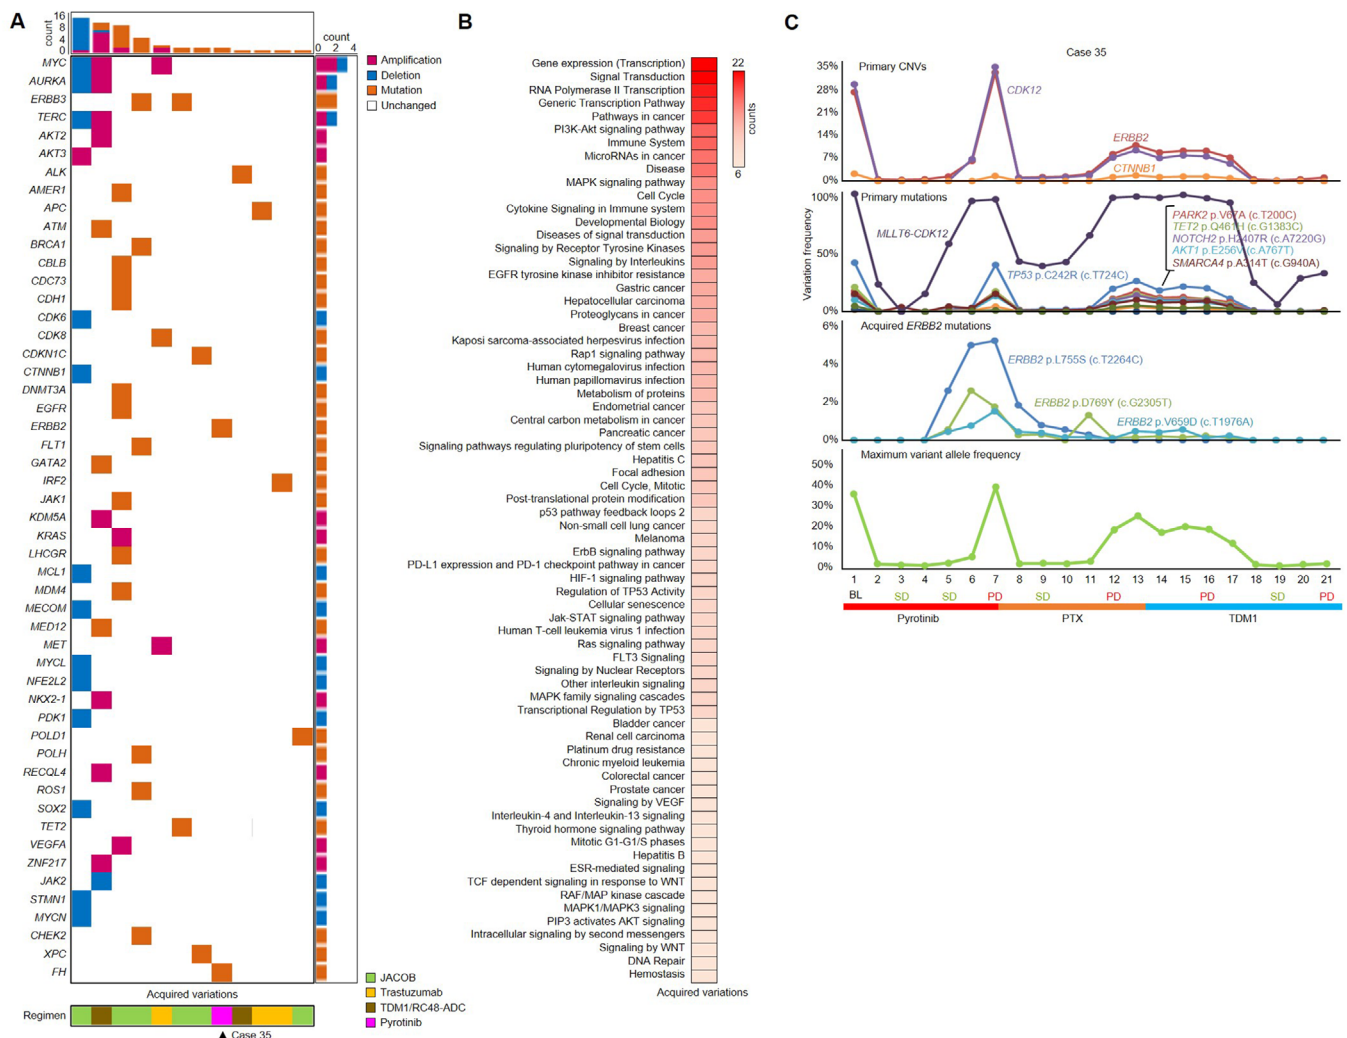 A
16
12
8
4
0
count
count
0 2 4
Amplification
Deletion
Mutation
Unchanged
MYC
AURKA
ERBB3
TERC
AKT2
AKT3
ALK
AMER1
APC
ATM
BRCA1
CBLB
CDC73
CDH1
CDK6
CDK8
CDKN1C
CTNNB1
DNMT3A
EGFR
ERBB2
FLT1
GATA2
IRF2
JAK1
KDM5A
KRAS
LHCGR
MCL1
MDM4
MECOM
MED12
MET
MYCL
NFE2L2
NKX2-1
PDK1
POLD1
POLH
RECQL4
ROS1
SOX2
TET2
VEGFA
ZNF217
JAK2
STMN1
MYCN
CHEK2
XPC
FH
Acquired variations
Regimen
▲ Case 35
JACOB
Trastuzumab
TDM1/RC48-ADC
Pyrotinib
B
Gene expression (Transcription)
Signal Transduction
RNA Polymerase II Transcription
Generic Transcription Pathway
Pathways in cancer
PI3K-Akt signaling pathway
Immune System
MicroRNAs in cancer
Disease
MAPK signaling pathway
Cell Cycle
Cytokine Signaling in Immune system
Developmental Biology
Diseases of signal transduction
Signaling by Receptor Tyrosine Kinases
Signaling by Interleukins
EGFR tyrosine kinase inhibitor resistance
Gastric cancer
Hepatocellular carcinoma
Proteoglycans in cancer
Breast cancer
Kaposi sarcoma-associated herpesvirus infection
Rap1 signaling pathway
Human cytomegalovirus infection
Human papillomavirus infection
Metabolism of proteins
Endometrial cancer
Central carbon metabolism in cancer
Pancreatic cancer
Signaling pathways regulating pluripotency of stem cells
Hepatitis C
Focal adhesion
Cell Cycle, Mitotic
Post-translational protein modification
p53 pathway feedback loops 2
Non-small cell lung cancer
Melanoma
ErbB signaling pathway
PD-L1 expression and PD-1 checkpoint pathway in cancer
HIF-1 signaling pathway
Regulation of TP53 Activity
Cellular senescence
Jak-STAT signaling pathway
Human T-cell leukemia virus 1 infection
Ras signaling pathway
FLT3 Signaling
Signaling by Nuclear Receptors
Other interleukin signaling
MAPK family signaling cascades
Transcriptional Regulation by TP53
Bladder cancer
Renal cell carcinoma
Platinum drug resistance
Chronic myeloid leukemia
Colorectal cancer
Prostate cancer
Signaling by VEGF
Interleukin-4 and Interleukin-13 signaling
Thyroid hormone signaling pathway
Mitotic G1-G1/S phases
Hepatitis B
ESR-mediated signaling
TCF dependent signaling in response to WNT
RAF/MAP kinase cascade
MAPK1/MAPK3 signaling
PIP3 activates AKT signaling
Intracellular signaling by second messengers
Signaling by WNT
DNA Repair
Hemostasis
Acquired variations
22
counts
6
C
Case 35
Variation frequency
Primary CNVs
35%
28%
21%
14%
7%
0%
CDK12
ERBB2
CTNNB1
Primary mutations
100%
50%
0%
MLLT6-CDK12
TP53 p.C242R (c.T724C)
PARK2 p.V67A (c.T200C)
TET2 p.Q461H (c.G1383C)
NOTCH2 p.H2407R (c.A7220G)
AKT1 p.E256V (c.A767T)
SMARCA4 p.A314T (c.G940A)
Acquired ERBB2 mutations
6%
4%
2%
0%
ERBB2 p.L755S (c.T2264C)
ERBB2 p.D769Y (c.G2305T)
ERBB2 p.V659D (c.T1976A)
Maximum variant allele frequency
50%
40%
30%
20%
10%
0%
1 2 3 4 5 6 7 8 9 10 11 12 13 14 15 16 17 18 19 20 21
BL SD SD PD SD PD PD SD PD
Pyrotinib PTX TDM1